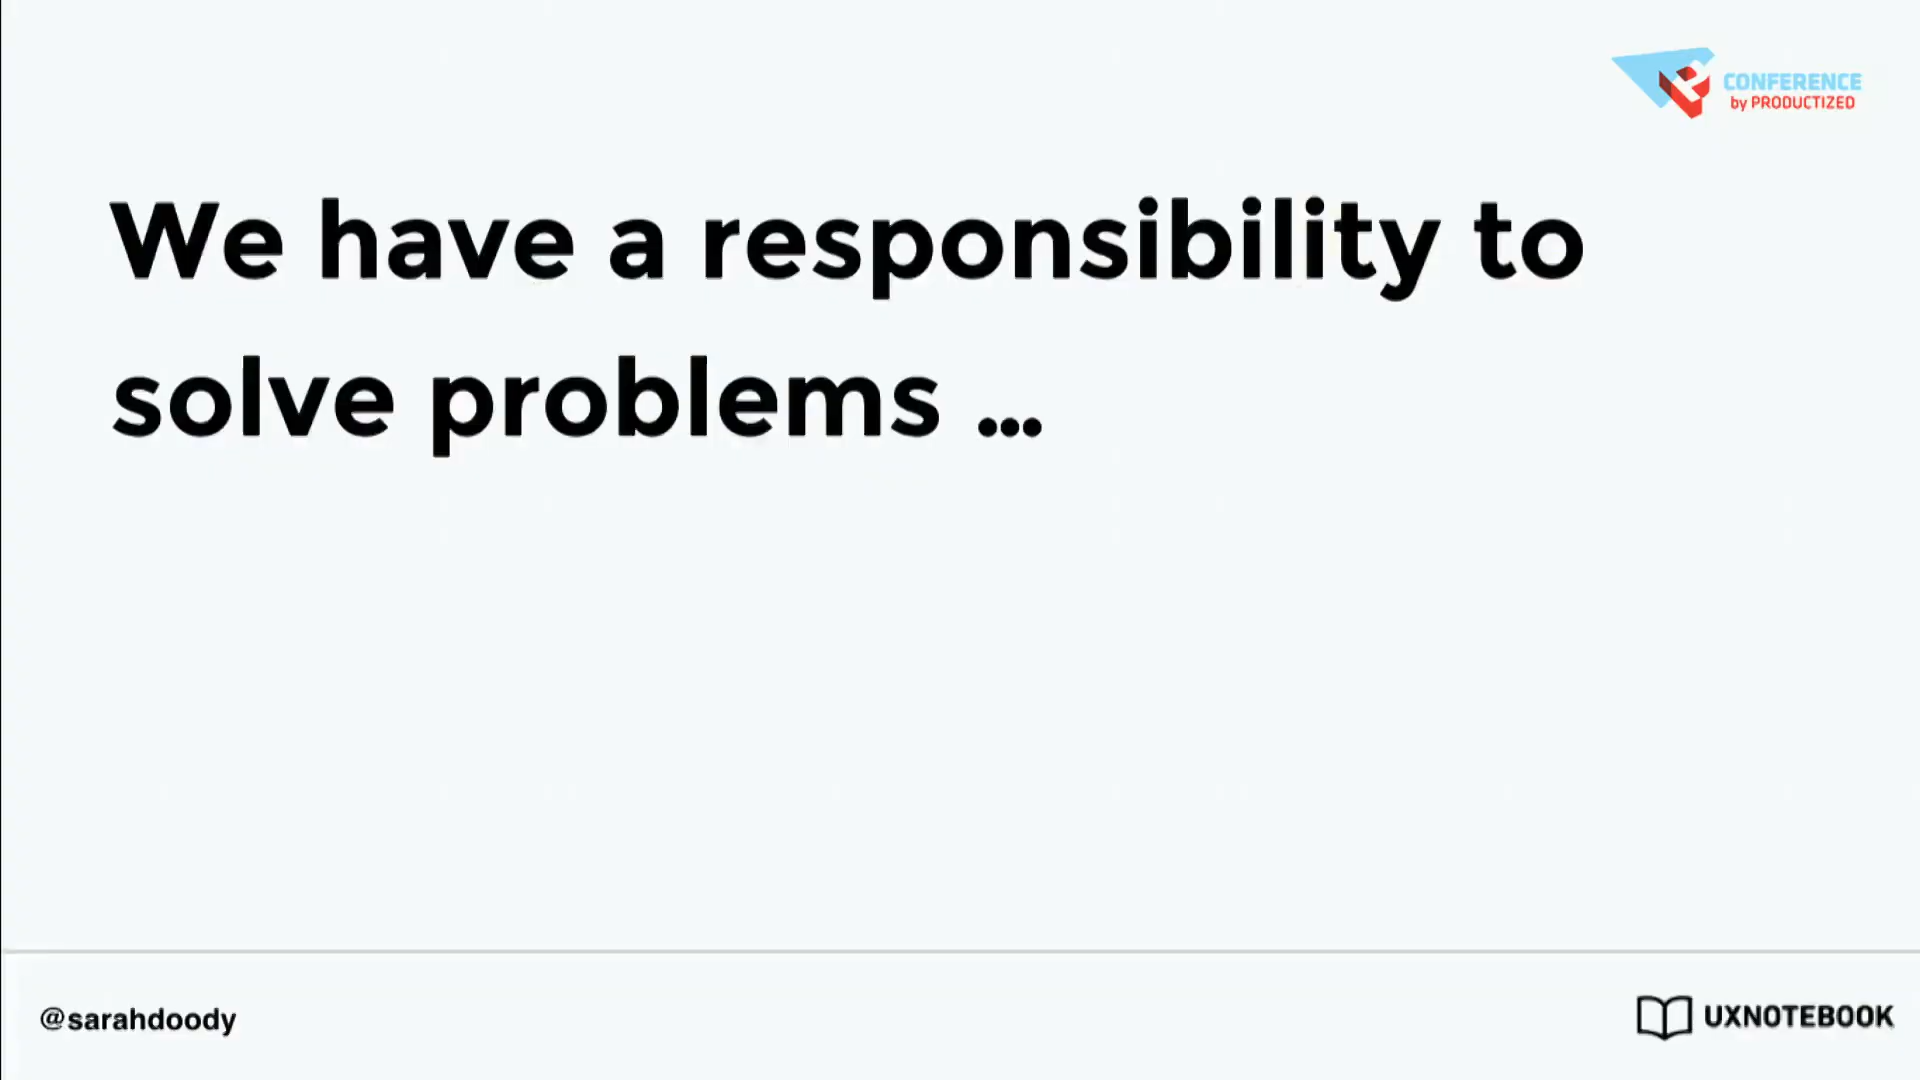 CONFERENCE
by PRODUCTIZED
We have a responsibility to
solve problems ...
@sarahdoody
UXNOTEBOOK